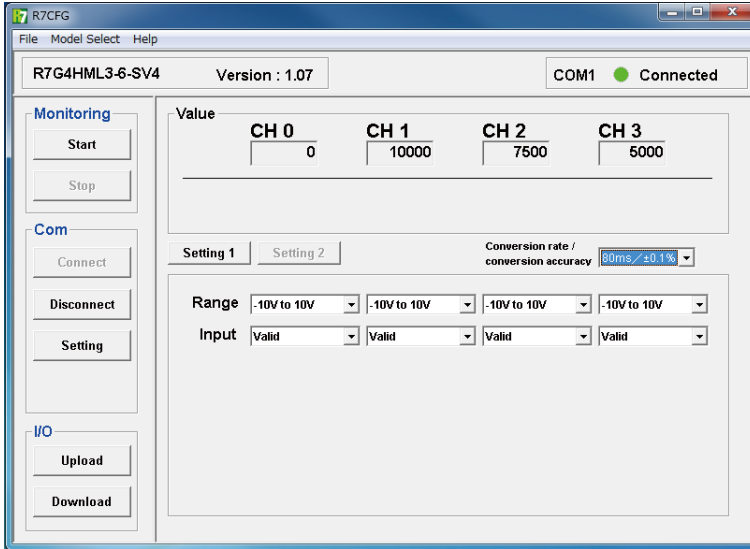 R7 R7CFG
File Model Select Help
R7G4HML3-6-SV4 Version : 1.07 COM1 Connected
Monitoring
Start
Stop
Com
Connect
Disconnect
Setting
I/O
Upload
Download
Value
CH 0 CH 1 CH 2 CH 3
0 10000 7500 5000
Setting 1 Setting 2 Conversion rate / conversion accuracy 80ms／±0.1%
Range -10V to 10V -10V to 10V -10V to 10V -10V to 10V
Input Valid Valid Valid Valid